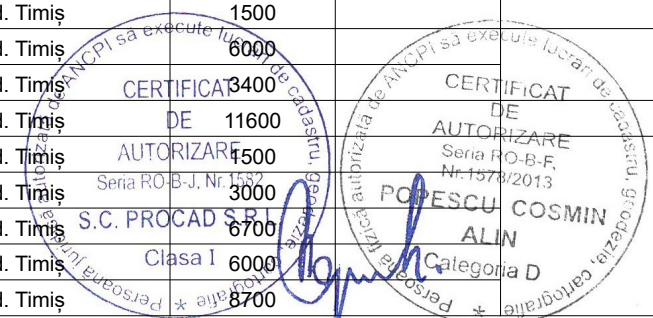 d. Timiș 1500
d. Timiș 6000
d. Timiș 3400
d. Timiș 11600
d. Timiș 1500
d. Timiș 3000
d. Timiș 6700
d. Timiș 6000
d. Timiș 8700
Persoană juridică autorizată de ANCPI să execute lucrări de cadastru, geodezie, cartografie *
CERTIFICAT
DE
AUTORIZARE
Seria RO-B-J, Nr. 1582
S.C. PROCAD S.R.L
Clasa I
Persoană fizică autorizată de ANCPI să execute lucrări de cadastru, geodezia, cartografie *
CERTIFICAT
DE
AUTORIZARE
Seria RO-B-F,
Nr.1578/2013
POPESCU COSMIN
ALIN
Categoria D